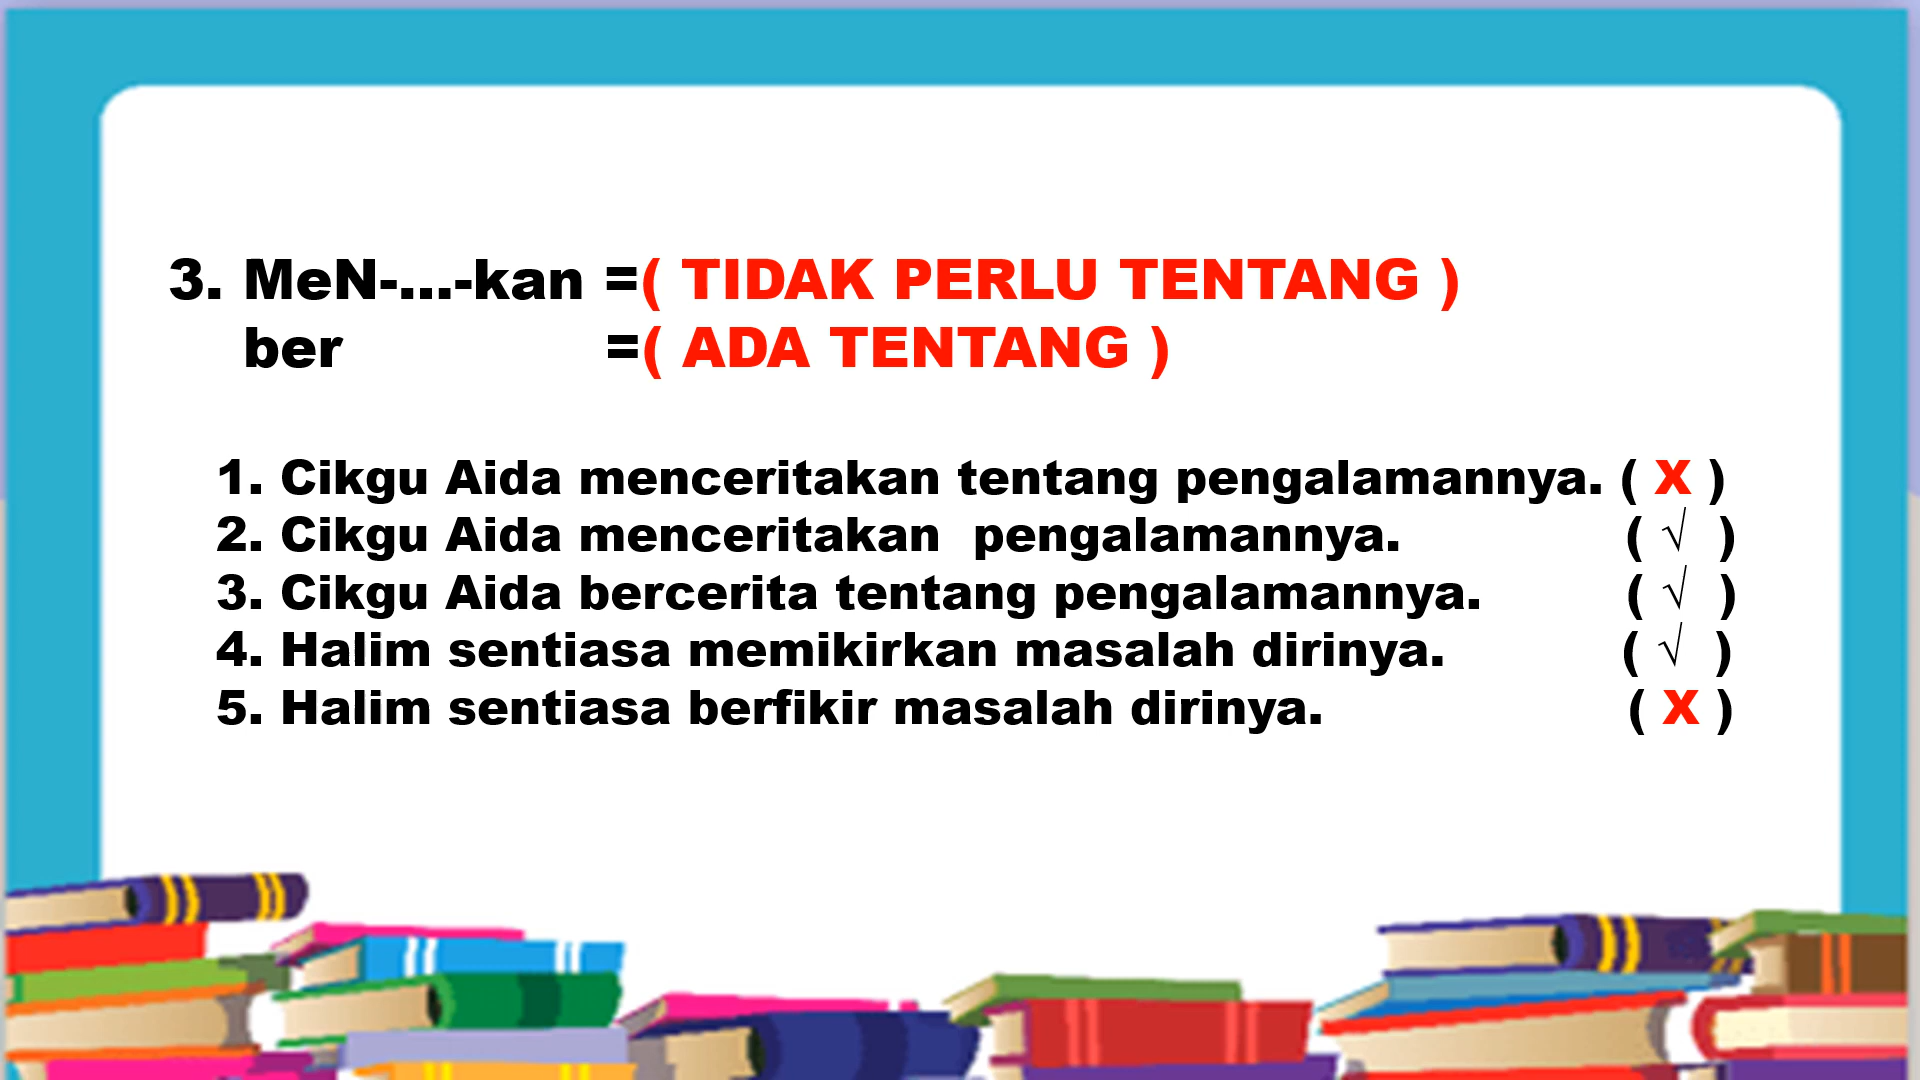 3. MeN-...-kan =( TIDAK PERLU TENTANG )
ber =( ADA TENTANG )
1. Cikgu Aida menceritakan tentang pengalamannya. ( X )
2. Cikgu Aida menceritakan  pengalamannya. ( √ )
3. Cikgu Aida bercerita tentang pengalamannya. ( √ )
4. Halim sentiasa memikirkan masalah dirinya. ( √ )
5. Halim sentiasa berfikir masalah dirinya. ( X )